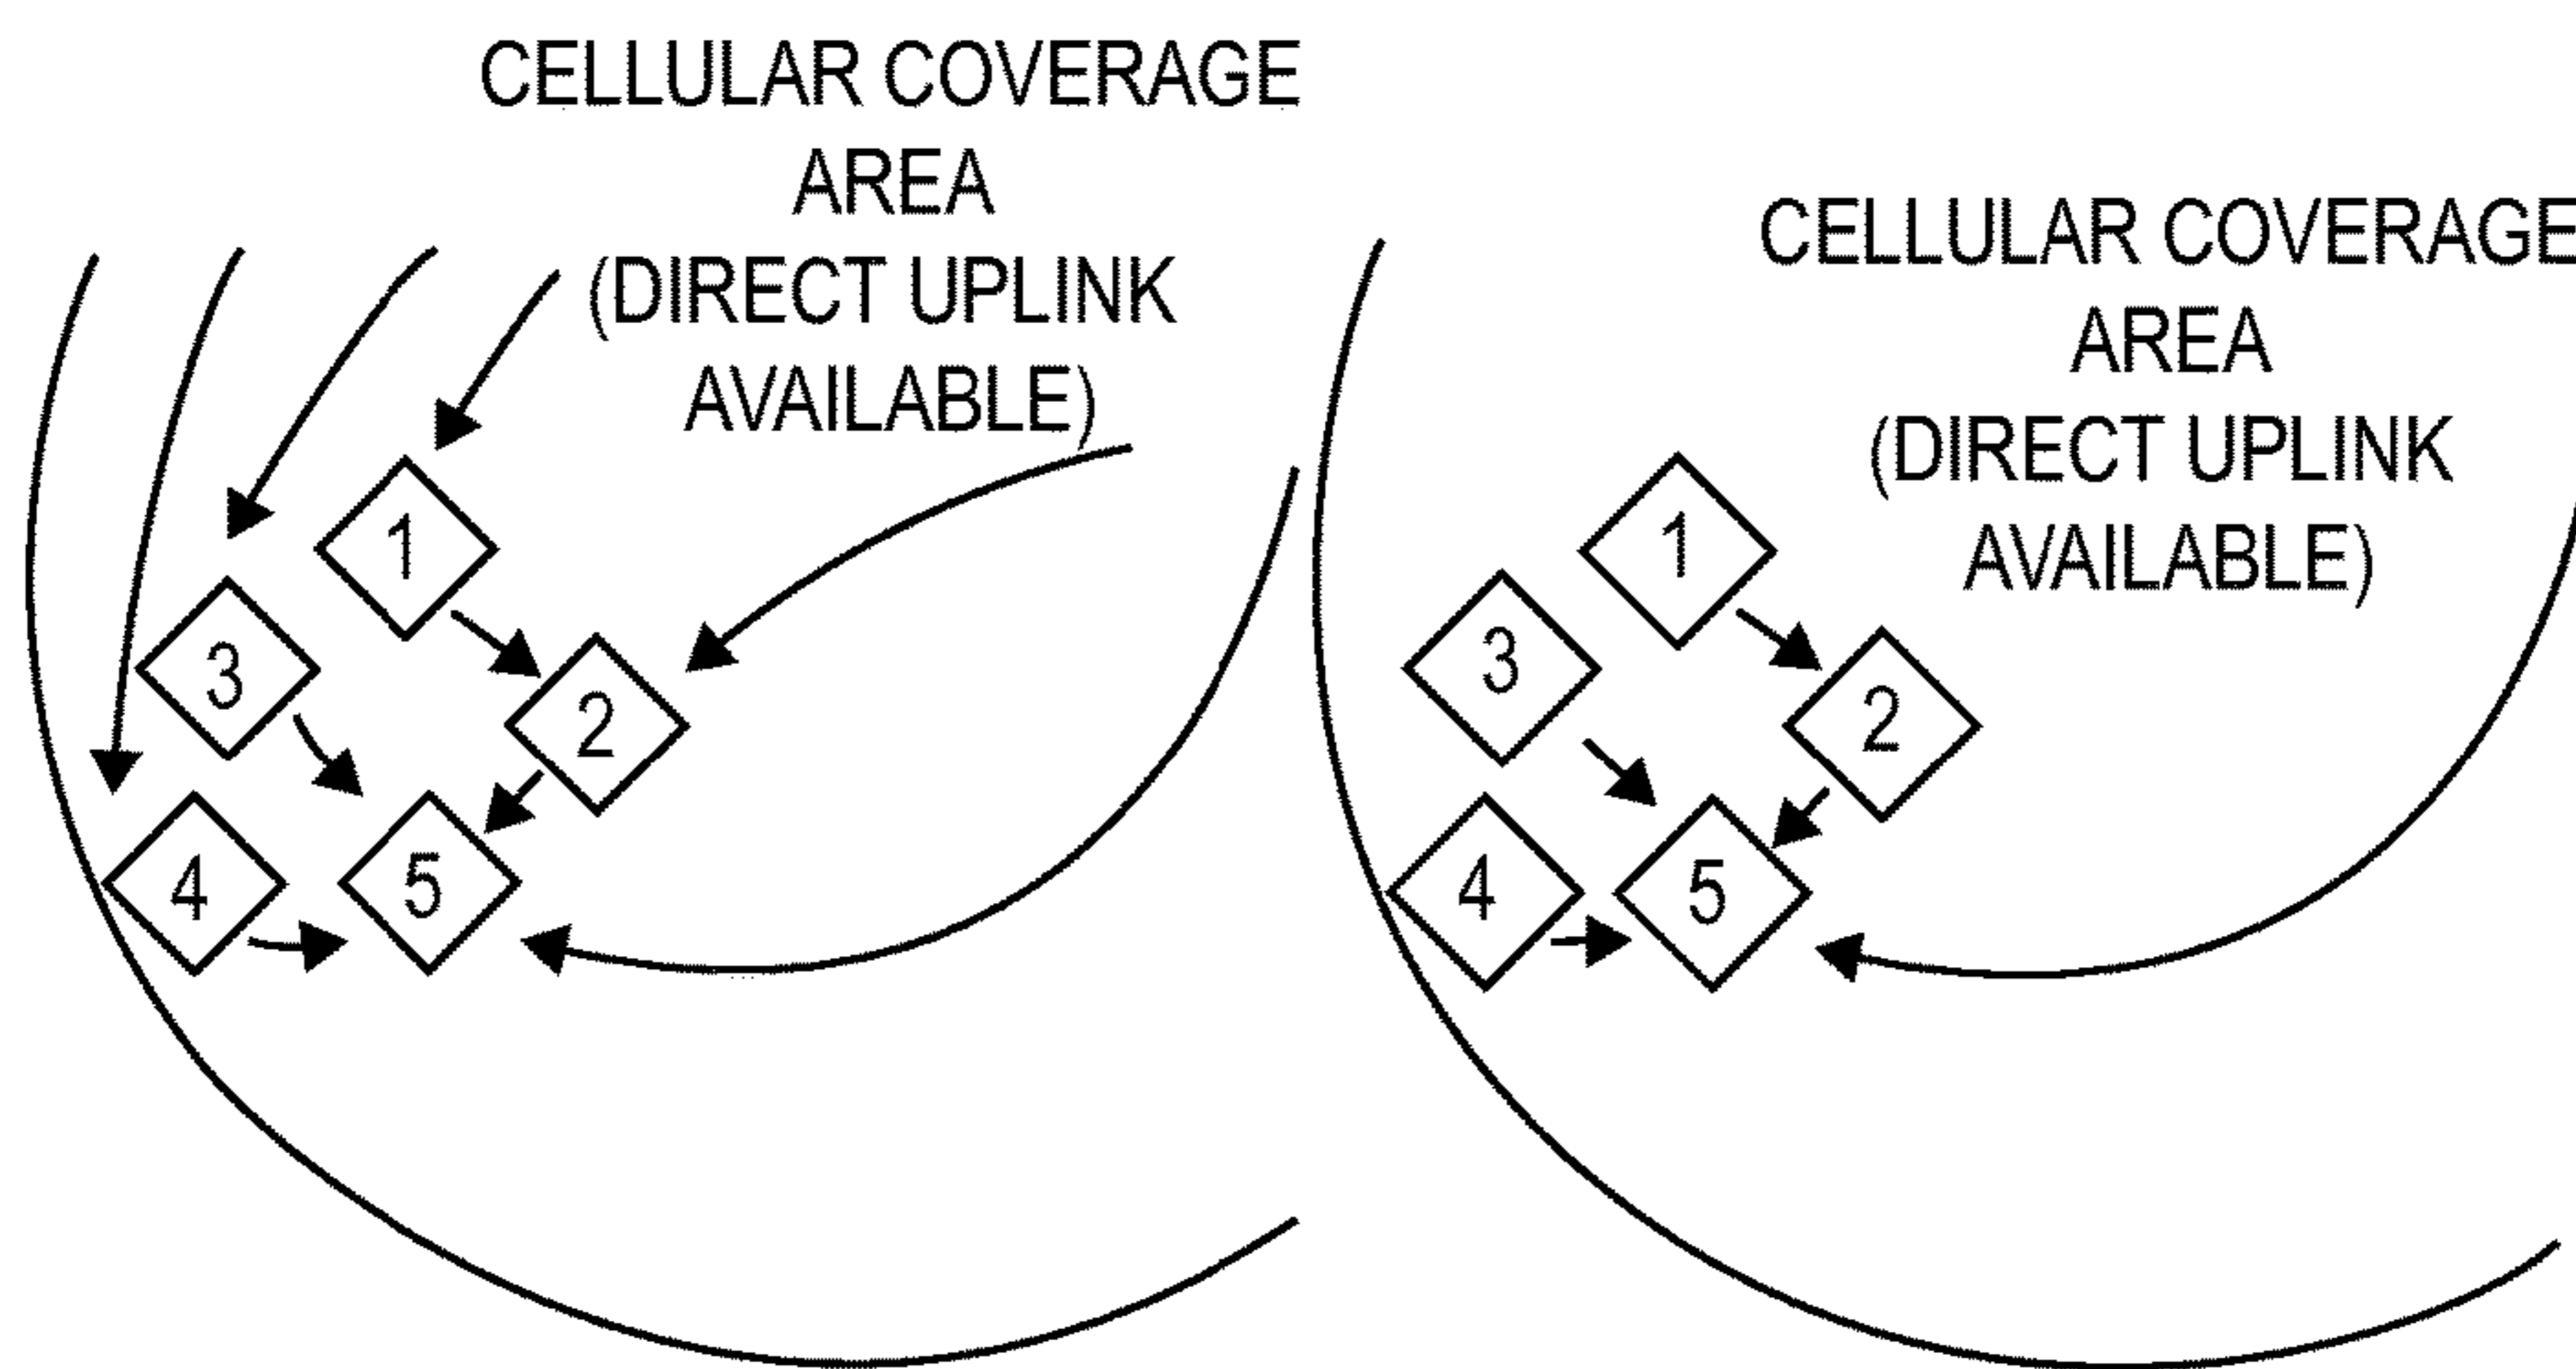 CELLULAR COVERAGE
AREA
(DIRECT UPLINK
AVAILABLE)
1
3
2
4
5
CELLULAR COVERAGE
AREA
(DIRECT UPLINK
AVAILABLE)
1
3
2
4
5